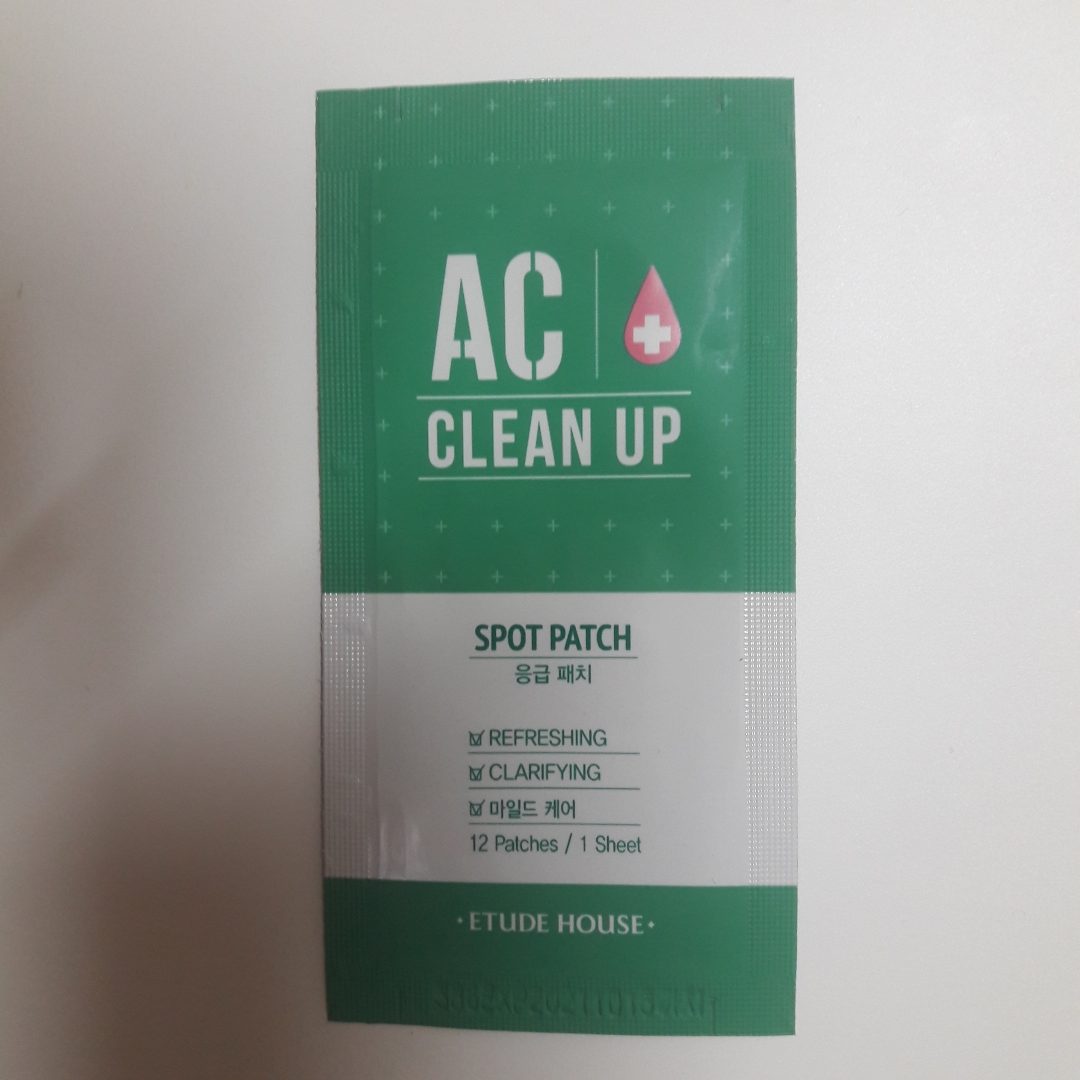 AC
CLEAN UP
SPOT PATCH
응급 패치
REFRESHING
CLARIFYING
마일드 케어
12 Patches / 1 Sheet
·ETUDE HOUSE·